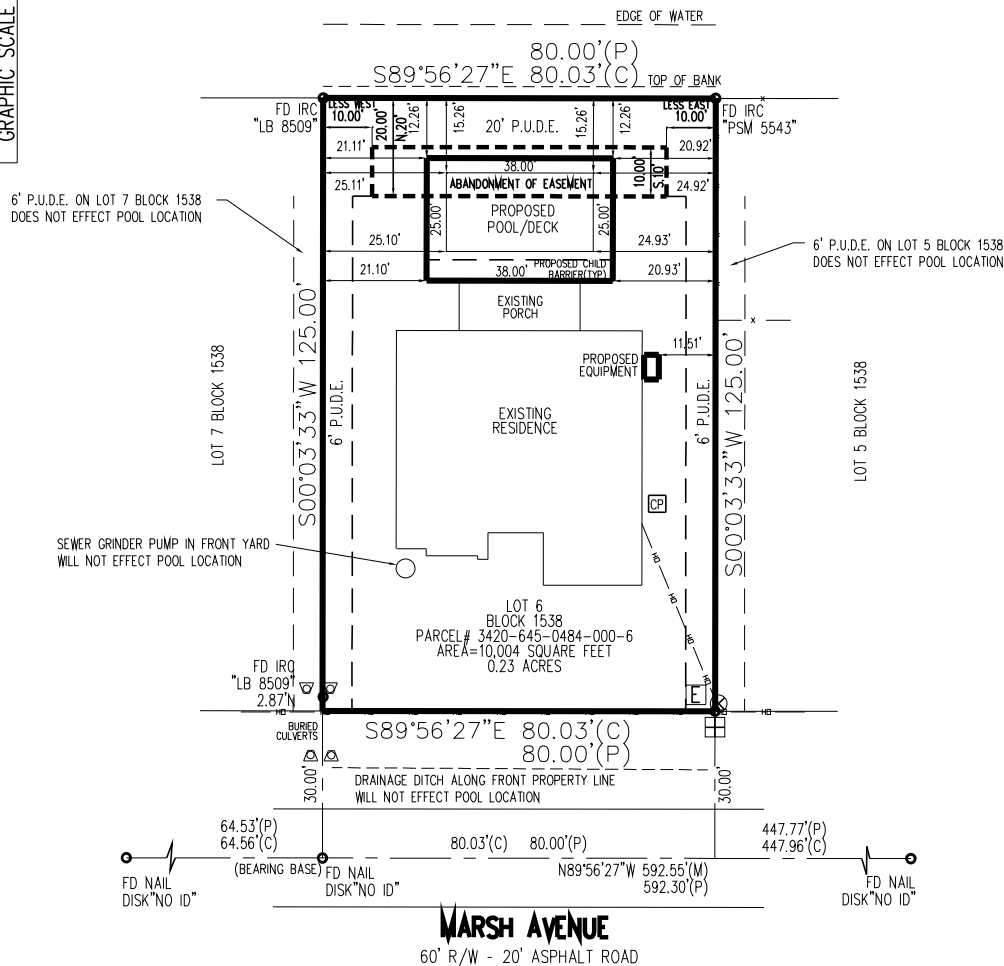 GRAPHIC SCALE
EDGE OF WATER
80.00'(P)
S89°56'27"E 80.03'(C)
TOP OF BANK
FD IRC
"LB 8509"
LESS WEST
10.00'
20.00'
N.20'
12.26'
15.26'
20' P.U.D.E.
15.26'
12.26'
LESS EAST
10.00'
FD IRC
"PSM 5543"
21.11'
20.92'
38.00'
25.11'
ABANDONMENT OF EASEMENT
10.00'
S.10'
24.92'
6' P.U.D.E. ON LOT 7 BLOCK 1538
DOES NOT EFFECT POOL LOCATION
25.00'
PROPOSED
POOL/DECK
25.00'
25.10'
24.93'
6' P.U.D.E. ON LOT 5 BLOCK 1538
DOES NOT EFFECT POOL LOCATION
21.10'
38.00'
PROPOSED CHILD
BARRIER(TYP)
20.93'
EXISTING
PORCH
11.51'
PROPOSED
EQUIPMENT
LOT 7 BLOCK 1538
S00°03'33"W 125.00'
6' P.U.D.E.
EXISTING
RESIDENCE
6' P.U.D.E.
S00°03'33"W 125.00'
LOT 5 BLOCK 1538
CP
SEWER GRINDER PUMP IN FRONT YARD
WILL NOT EFFECT POOL LOCATION
HO
HO
HO
HO
LOT 6
BLOCK 1538
PARCEL# 3420-645-0484-000-6
AREA=10,004 SQUARE FEET
0.23 ACRES
FD IRC
"LB 8509"
2.87'N
E
HO
HO
BURIED
CULVERTS
S89°56'27"E 80.03'(C)
80.00'(P)
30.00'
DRAINAGE DITCH ALONG FRONT PROPERTY LINE
WILL NOT EFFECT POOL LOCATION
30.00'
64.53'(P)
64.56'(C)
80.03'(C) 80.00'(P)
447.77'(P)
447.96'(C)
(BEARING BASE)
N89°56'27"W 592.55'(M)
592.30'(P)
FD NAIL
DISK"NO ID"
FD NAIL
DISK"NO ID"
FD NAIL
DISK"NO ID"
MARSH AVENUE
60' R/W - 20' ASPHALT ROAD